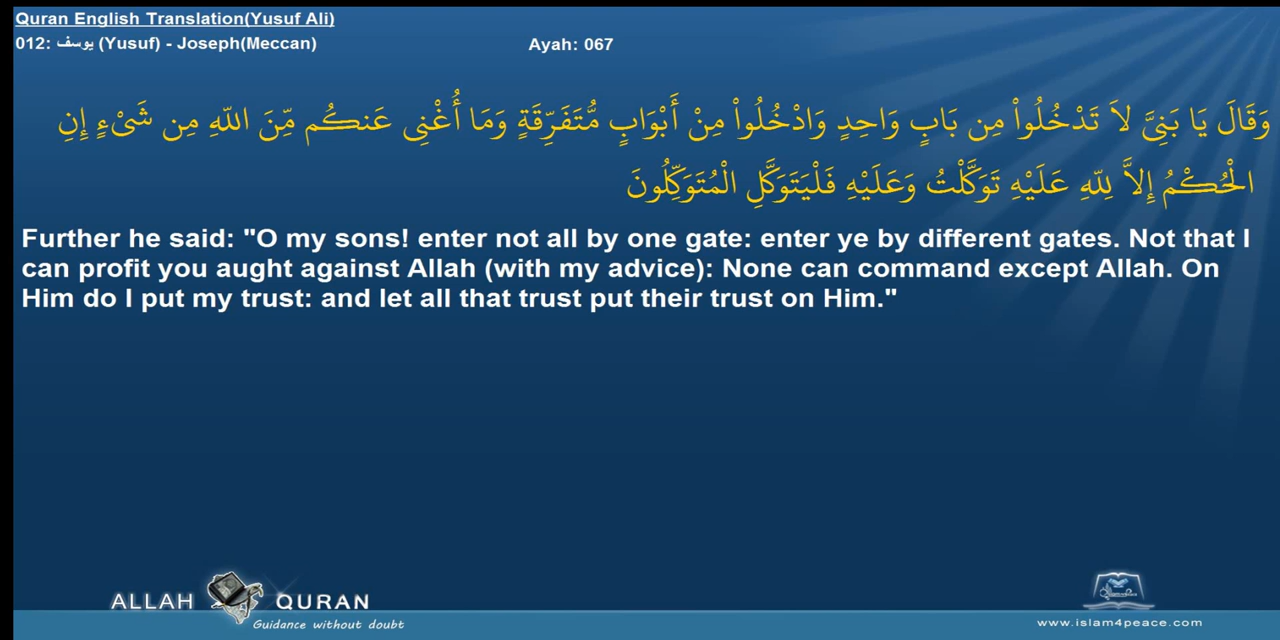 Quran English Translation(Yusuf Ali)
012: يوسف (Yusuf) - Joseph(Meccan)
Ayah: 067
وَقَالَ يَا بَنِىَّ لاَ تَدْخُلُواْ مِن بَابٍ وَاحِدٍ وَادْخُلُواْ مِنْ أَبْوَابٍ مُّتَفَرِّقَةٍ وَمَا أُغْنِى عَنكُم مِّنَ اللّهِ مِن شَىْءٍ إِنِ
الْحُكْمُ إِلاَّ لِلّهِ عَلَيْهِ تَوَكَّلْتُ وَعَلَيْهِ فَلْيَتَوَكَّلِ الْمُتَوَكِّلُونَ
Further he said: "O my sons! enter not all by one gate: enter ye by different gates. Not that I
can profit you aught against Allah (with my advice): None can command except Allah. On
Him do I put my trust: and let all that trust put their trust on Him."
ALLAH QURAN
Guidance without doubt
www.islam4peace.com